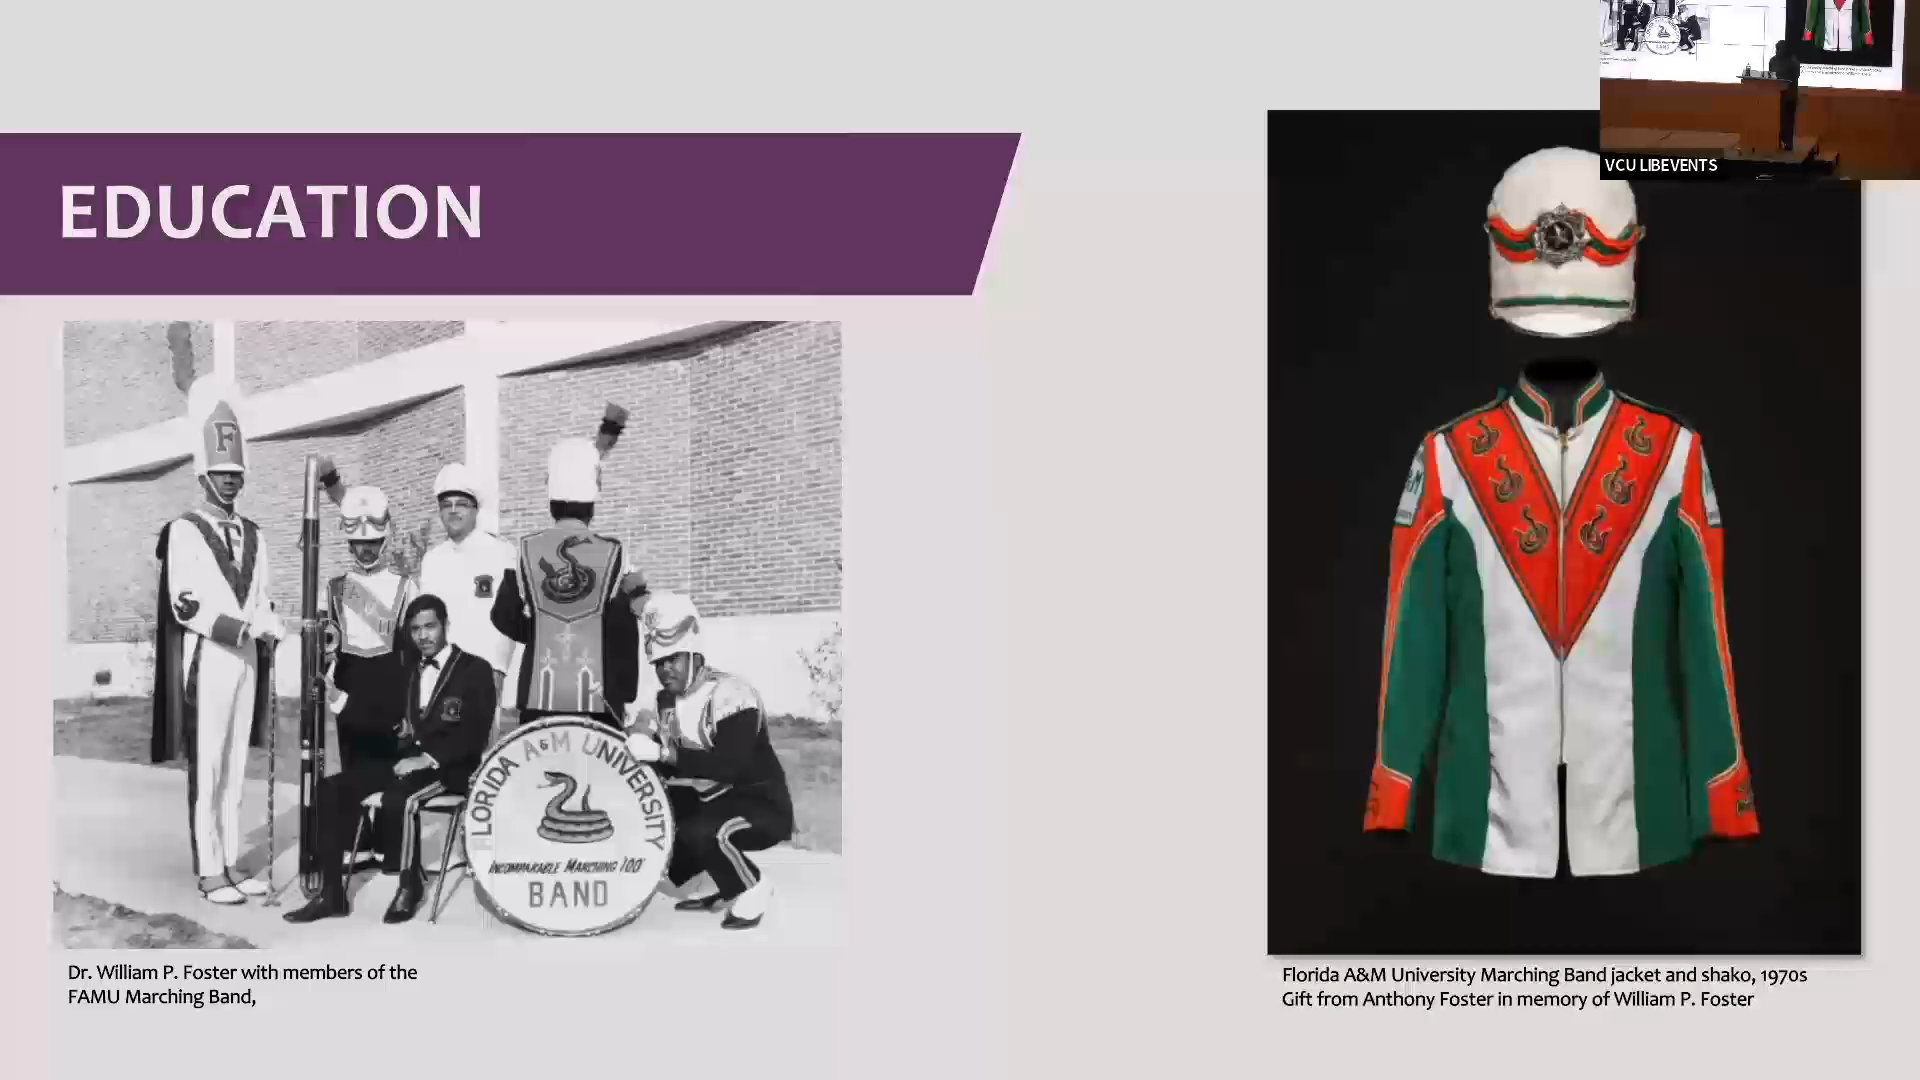 VCU LIBEVENTS
EDUCATION
F
F
FLORIDA A&M UNIVERSITY
INCOMPARABLE MARCHING '100'
BAND
Dr. William P. Foster with members of the
FAMU Marching Band,
Florida A&M University Marching Band jacket and shako, 1970s
Gift from Anthony Foster in memory of William P. Foster